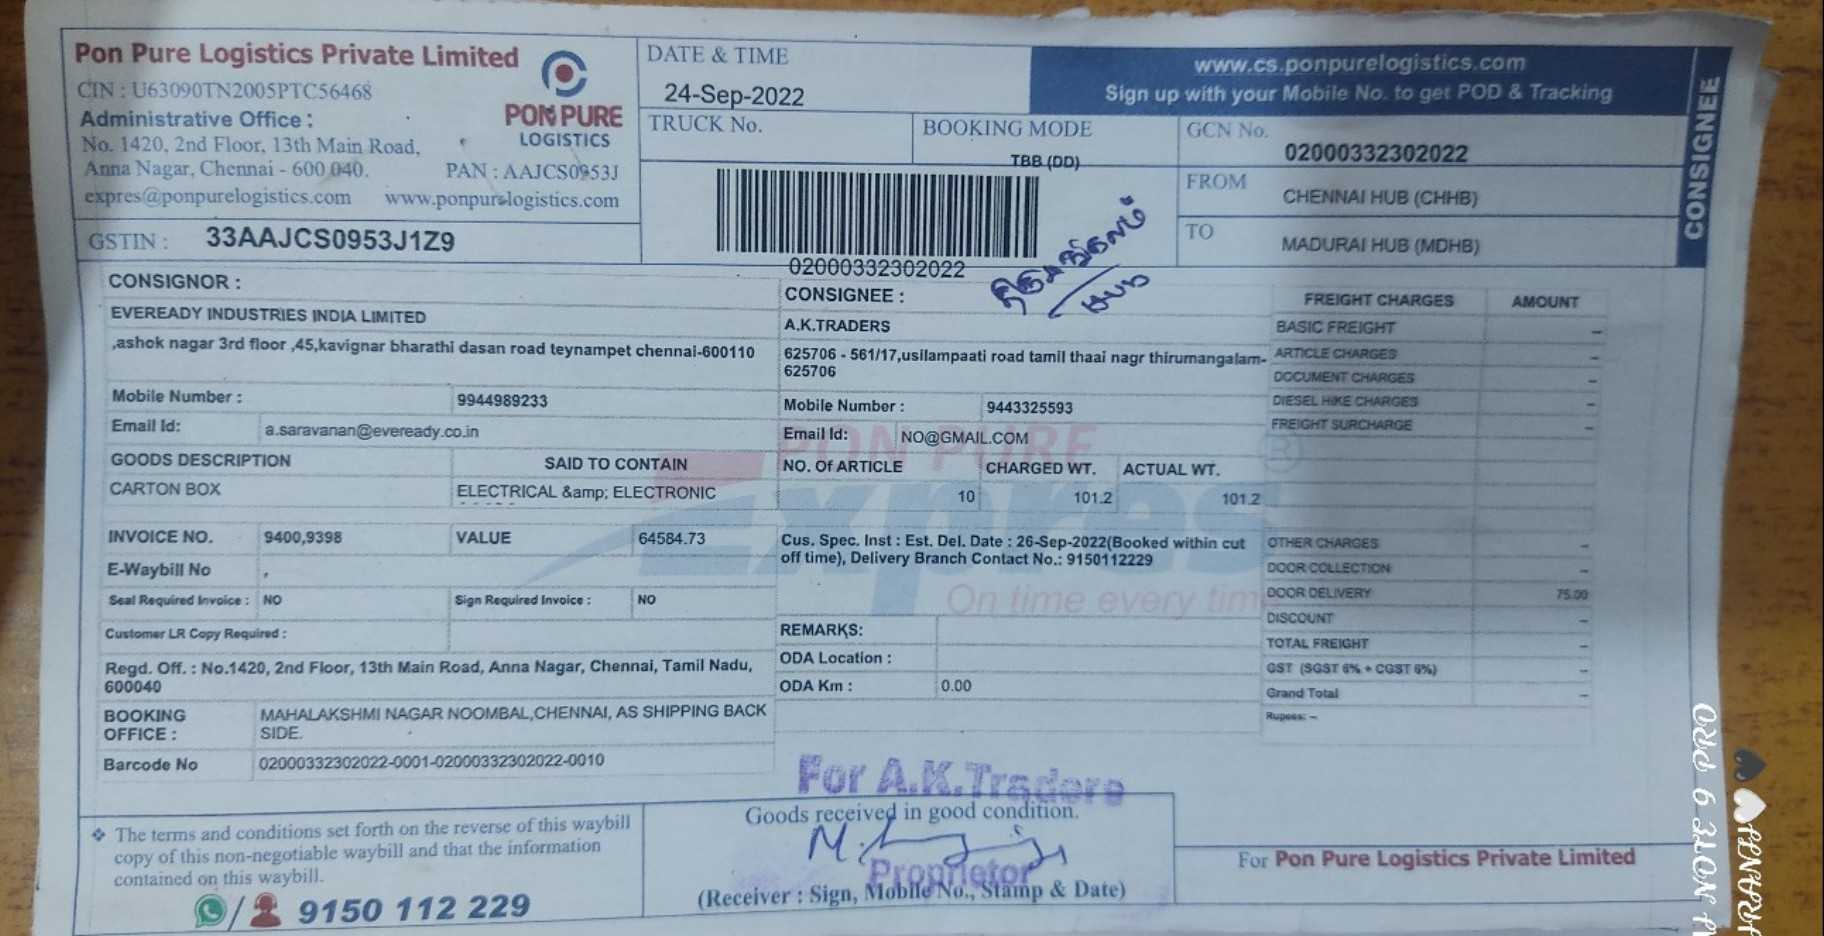 Pon Pure Logistics Private Limited
CIN : U63090TN2005PTC56468
Administrative Office :
No. 1420, 2nd Floor, 13th Main Road,
Anna Nagar, Chennai - 600 040. PAN : AAJCS0953J
expres@ponpurelogistics.com www.ponpurelogistics.com
PON PURE
LOGISTICS
GSTIN : 33AAJCS0953J1Z9
DATE & TIME
24-Sep-2022
TRUCK No.
BOOKING MODE
TBB (DD)
02000332302022
www.cs.ponpurelogistics.com
Sign up with your Mobile No. to get POD & Tracking
GCN No. 02000332302022
FROM CHENNAI HUB (CHHB)
TO MADURAI HUB (MDHB)
CONSIGNEE
CONSIGNOR :
EVEREADY INDUSTRIES INDIA LIMITED
,ashok nagar 3rd floor ,45,kavignar bharathi dasan road teynampet chennai-600110
Mobile Number : 9944989233
Email Id: a.saravanan@eveready.co.in
GOODS DESCRIPTION SAID TO CONTAIN
CARTON BOX ELECTRICAL &amp; ELECTRONIC
INVOICE NO. 9400,9398 VALUE 64584.73
E-Waybill No ,
Seal Required Invoice : NO Sign Required Invoice : NO
Customer LR Copy Required :
Regd. Off. : No.1420, 2nd Floor, 13th Main Road, Anna Nagar, Chennai, Tamil Nadu,
600040
BOOKING OFFICE : MAHALAKSHMI NAGAR NOOMBAL,CHENNAI, AS SHIPPING BACK
SIDE.
Barcode No 02000332302022-0001-02000332302022-0010
CONSIGNEE :
A.K.TRADERS
625706 - 561/17,usilampaati road tamil thaai nagr thirumangalam-
625706
Mobile Number : 9443325593
Email Id: NO@GMAIL.COM
NO. Of ARTICLE CHARGED WT. ACTUAL WT.
10 101.2 101.2
PON PURE
Expres
On time every time
Cus. Spec. Inst : Est. Del. Date : 26-Sep-2022(Booked within cut
off time), Delivery Branch Contact No.: 9150112229
REMARKS:
ODA Location :
ODA Km : 0.00
FREIGHT CHARGES AMOUNT
BASIC FREIGHT –
ARTICLE CHARGES –
DOCUMENT CHARGES –
DIESEL HIKE CHARGES –
FREIGHT SURCHARGE –
OTHER CHARGES –
DOOR COLLECTION –
DOOR DELIVERY 75.00
DISCOUNT –
TOTAL FREIGHT –
GST (SGST 6% + CGST 6%) –
Grand Total –
Rupees: –
❖ The terms and conditions set forth on the reverse of this waybill
copy of this non-negotiable waybill and that the information
contained on this waybill.
/ 9150 112 229
For A.K.Traders
Goods received in good condition.
Proprietor
(Receiver : Sign, Mobile No., Stamp & Date)
For Pon Pure Logistics Private Limited